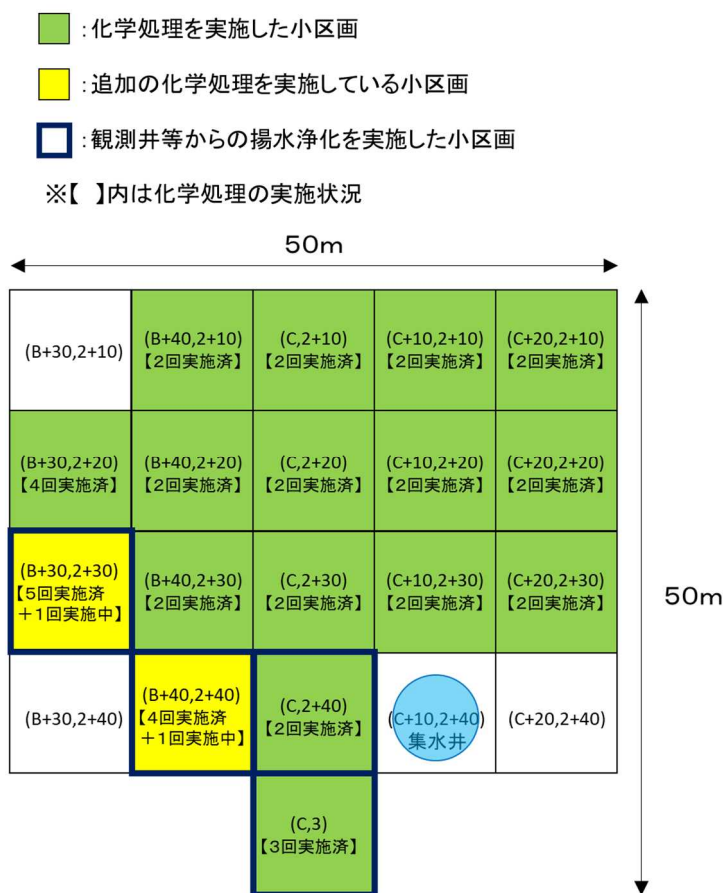 ：化学処理を実施した小区画
：追加の化学処理を実施している小区画
：観測井等からの揚水浄化を実施した小区画
※【 】内は化学処理の実施状況
50m
(B+30,2+10)
(B+40,2+10)
【2回実施済】
(C,2+10)
【2回実施済】
(C+10,2+10)
【2回実施済】
(C+20,2+10)
【2回実施済】
(B+30,2+20)
【4回実施済】
(B+40,2+20)
【2回実施済】
(C,2+20)
【2回実施済】
(C+10,2+20)
【2回実施済】
(C+20,2+20)
【2回実施済】
(B+30,2+30)
【5回実施済
＋1回実施中】
(B+40,2+30)
【2回実施済】
(C,2+30)
【2回実施済】
(C+10,2+30)
【2回実施済】
(C+20,2+30)
【2回実施済】
50m
(B+30,2+40)
(B+40,2+40)
【4回実施済
＋1回実施中】
(C,2+40)
【2回実施済】
(C+10,2+40)
集水井
(C+20,2+40)
(C,3)
【3回実施済】